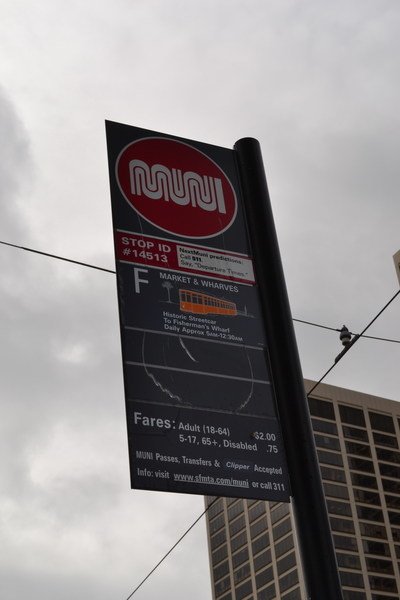 MUNI
STOP ID
#14513
NextMuni predictions:
Call 511.
Say, "Departure Times."
F
MARKET & WHARVES
Historic Streetcar
To Fisherman's Wharf
Daily Approx 5AM-12:30AM
Fares: Adult (18-64) $2.00
5-17, 65+, Disabled .75
MUNI Passes, Transfers & Clipper Accepted
Info: visit www.sfmta.com/muni or call 311